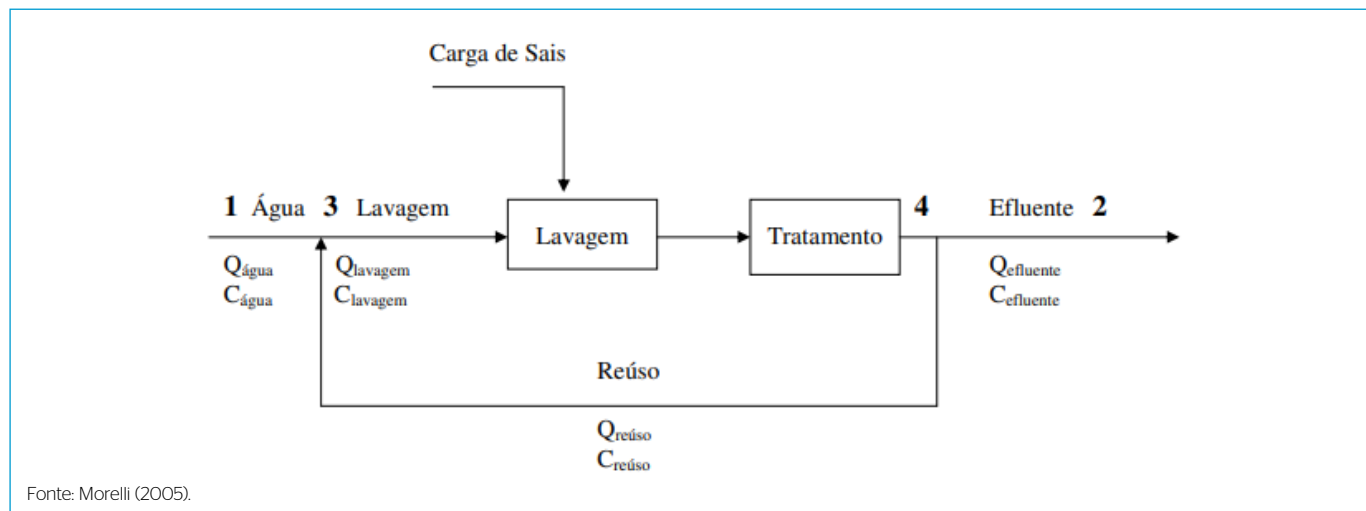 Carga de Sais
1 Água 3 Lavagem
Lavagem
Tratamento
4
Efluente 2
Qágua
Cágua
Qlavagem
Clavagem
Qefluente
Cefluente
Reúso
Qreúso
Creúso
Fonte: Morelli (2005).